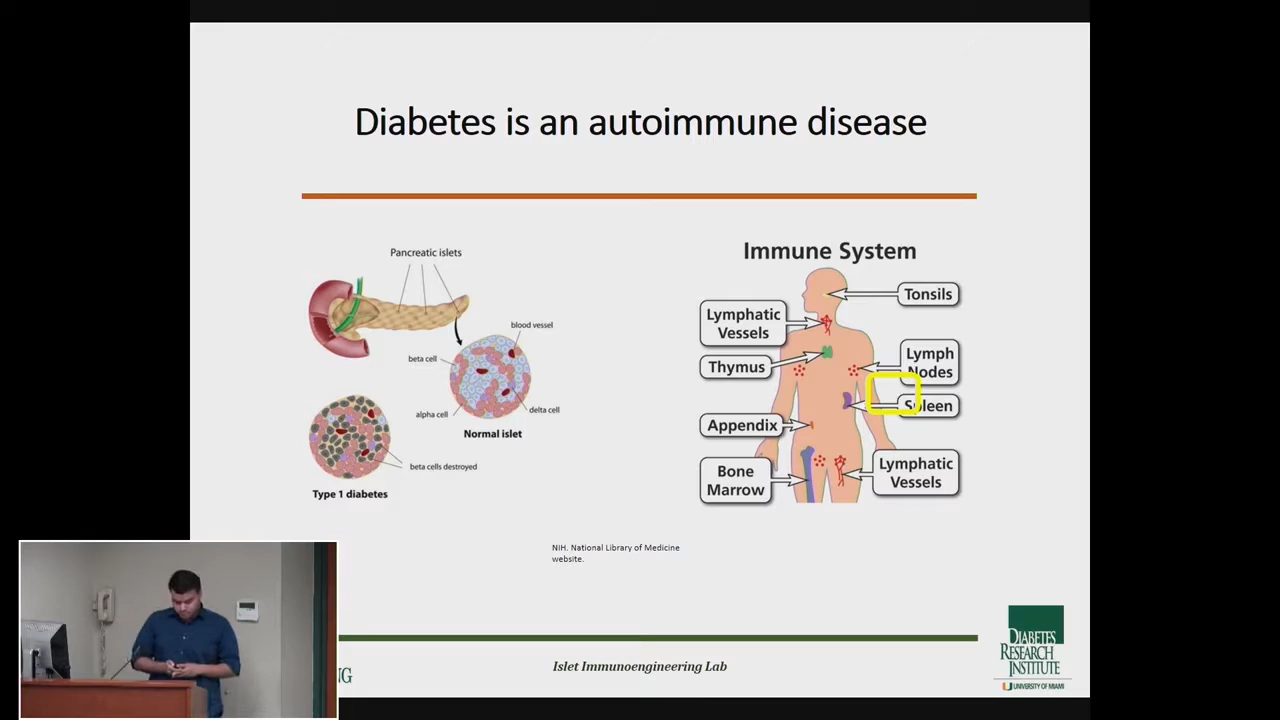 Diabetes is an autoimmune disease
Pancreatic islets
blood vessel
beta cell
alpha cell
delta cell
Normal islet
beta cells destroyed
Type 1 diabetes
Immune System
Tonsils
Lymphatic
Vessels
Thymus
Lymph
Nodes
Spleen
Appendix
Bone
Marrow
Lymphatic
Vessels
NIH. National Library of Medicine
website.
NG
Islet Immunoengineering Lab
DIABETES
RESEARCH
INSTITUTE
UNIVERSITY OF MIAMI